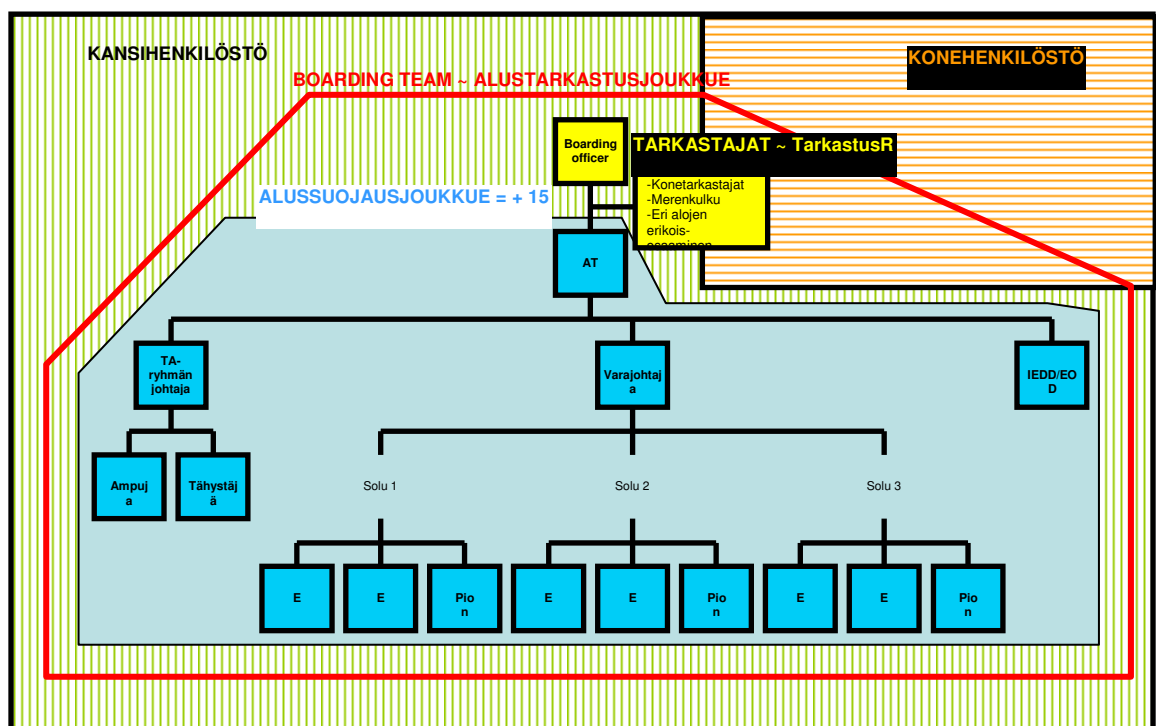 KANSIHENKILÖSTÖ
KONEHENKILÖSTÖ
BOARDING TEAM ~ ALUSTARKASTUSJOUKKUE
Boarding
officer
TARKASTAJAT ~ TarkastusR
-Konetarkastajat
-Merenkulku
-Eri alojen
erikois-
ALUSSUOJAUSJOUKKUE = + 15
AT
TA-
ryhmän
johtaja
Varajohtaj
a
IEDD/EO
D
Ampuj
a
Tähystäj
ä
Solu 1
Solu 2
Solu 3
E
E
Pio
n
E
E
Pio
n
E
E
Pio
n